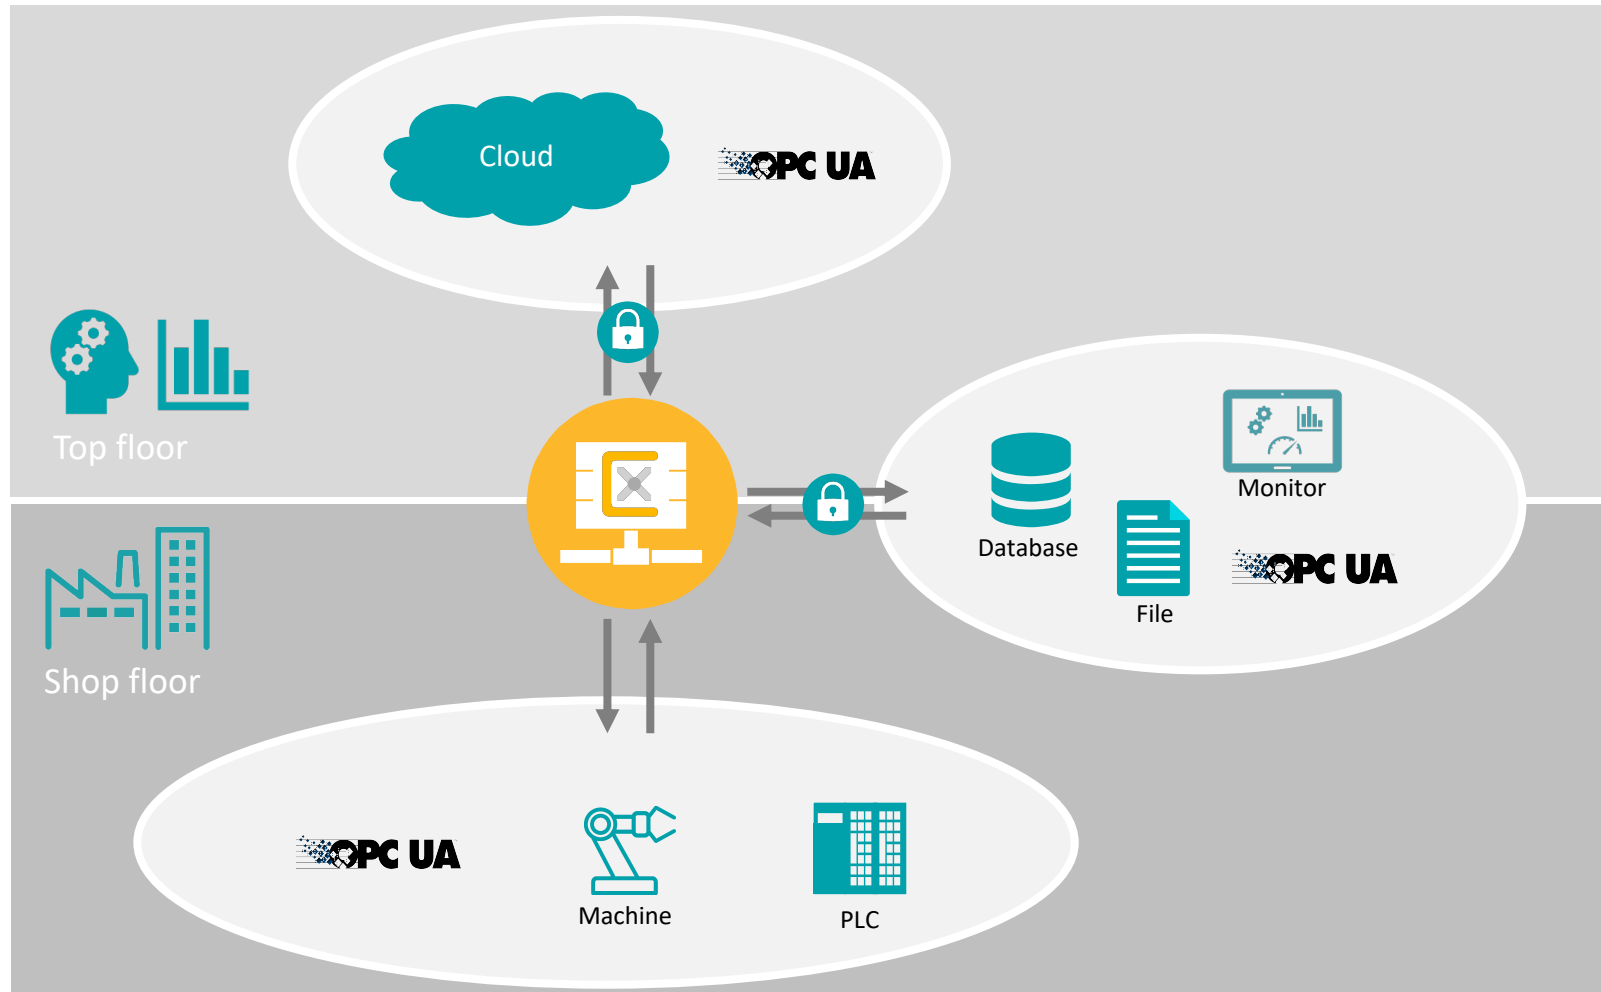 Cloud
OPC UA
Top floor
Monitor
Database
OPC UA
File
Shop floor
OPC UA
Machine
PLC